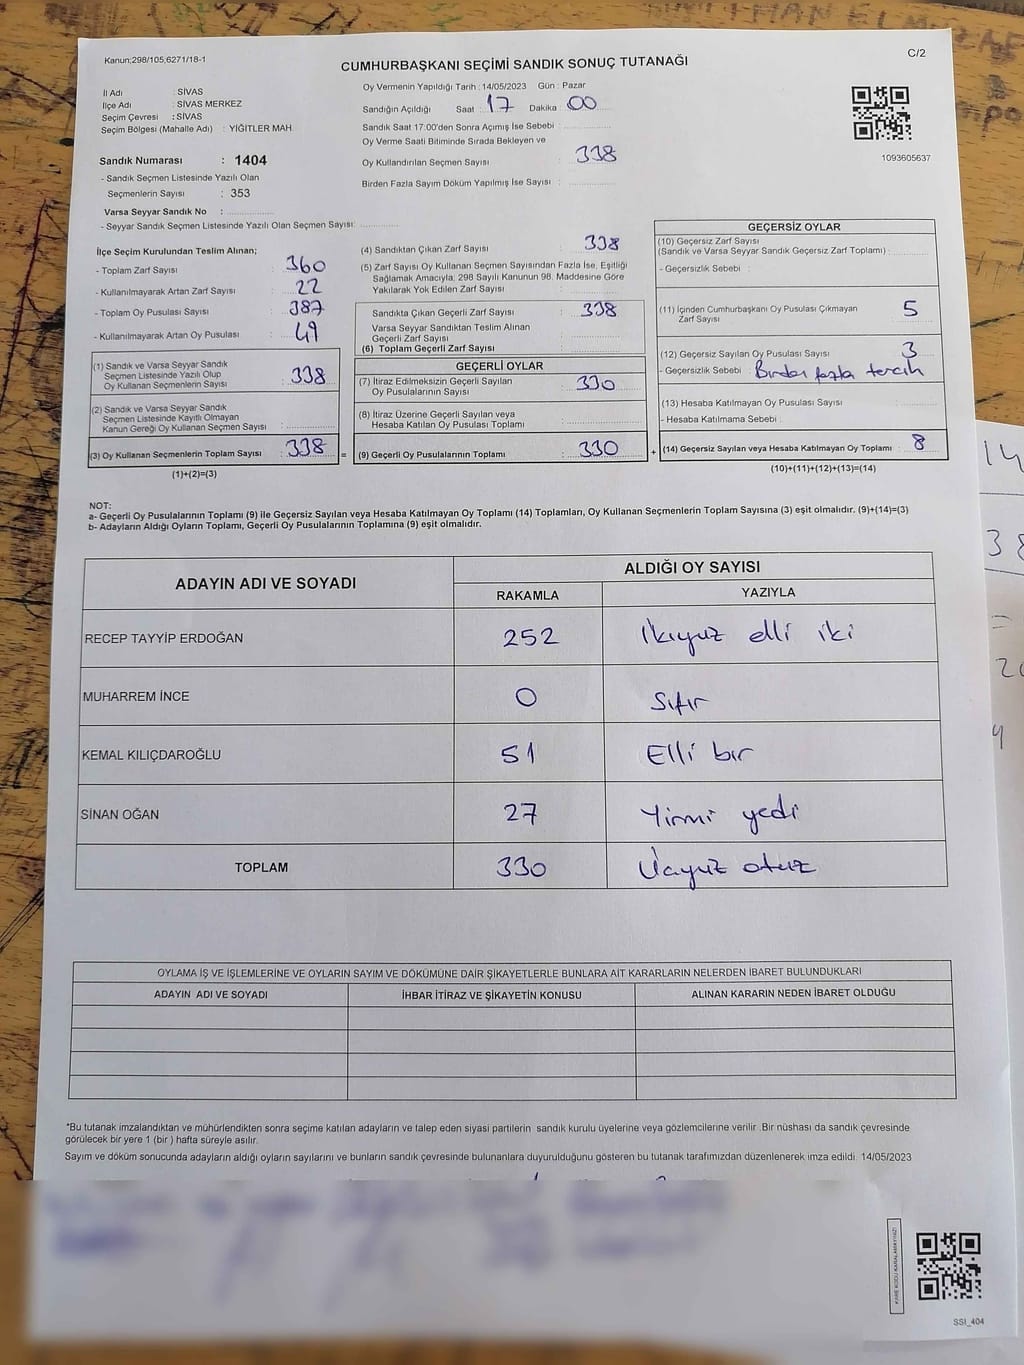 Kanun;298/105;6271/18-1
C/2
CUMHURBAŞKANI SEÇİMİ SANDIK SONUÇ TUTANAĞI
İl Adı : SİVAS
İlçe Adı : SİVAS MERKEZ
Seçim Çevresi : SİVAS
Seçim Bölgesi (Mahalle Adı) : YİĞİTLER MAH.
Sandık Numarası : 1404
- Sandık Seçmen Listesinde Yazılı Olan
Seçmenlerin Sayısı : 353
Varsa Seyyar Sandık No :
- Seyyar Sandık Seçmen Listesinde Yazılı Olan Seçmen Sayısı:
Oy Vermenin Yapıldığı Tarih : 14/05/2023 Gün : Pazar
Sandığın Açıldığı Saat : 17 Dakika : 00
Sandık Saat 17:00'den Sonra Açımış İse Sebebi :
Oy Verme Saati Bitiminde Sırada Bekleyen ve
Oy Kullandırılan Seçmen Sayısı : 338
Birden Fazla Sayım Döküm Yapılmış İse Sayısı :
1093605637
İlçe Seçim Kurulundan Teslim Alınan;
- Toplam Zarf Sayısı : 360
- Kullanılmayarak Artan Zarf Sayısı : 22
- Toplam Oy Pusulası Sayısı : 387
- Kullanılmayarak Artan Oy Pusulası : 49
(1) Sandık ve Varsa Seyyar Sandık
Seçmen Listesinde Yazılı Olup
Oy Kullanan Seçmenlerin Sayısı : 338
(2) Sandık ve Varsa Seyyar Sandık
Seçmen Listesinde Kayıtlı Olmayan
Kanun Gereği Oy Kullanan Seçmen Sayısı :
(3) Oy Kullanan Seçmenlerin Toplam Sayısı : 338 =
(1)+(2)=(3)
(4) Sandıktan Çıkan Zarf Sayısı : 338
(5) Zarf Sayısı Oy Kullanan Seçmen Sayısından Fazla İse, Eşitliği
Sağlamak Amacıyla; 298 Sayılı Kanunun 98. Maddesine Göre
Yakılarak Yok Edilen Zarf Sayısı :
Sandıkta Çıkan Geçerli Zarf Sayısı : 338
Varsa Seyyar Sandıktan Teslim Alınan
Geçerli Zarf Sayısı :
(6) Toplam Geçerli Zarf Sayısı :
GEÇERLİ OYLAR
(7) İtiraz Edilmeksizin Geçerli Sayılan
Oy Pusulalarının Sayısı : 330
(8) İtiraz Üzerine Geçerli Sayılan veya
Hesaba Katılan Oy Pusulası Toplamı :
(9) Geçerli Oy Pusulalarının Toplamı : 330 +
GEÇERSİZ OYLAR
(10) Geçersiz Zarf Sayısı
(Sandık ve Varsa Seyyar Sandık Geçersiz Zarf Toplamı) :
- Geçersizlik Sebebi :
(11) İçinden Cumhurbaşkanı Oy Pusulası Çıkmayan
Zarf Sayısı : 5
(12) Geçersiz Sayılan Oy Pusulası Sayısı : 3
- Geçersizlik Sebebi : Birden fazla tercih
(13) Hesaba Katılmayan Oy Pusulası Sayısı :
- Hesaba Katılmama Sebebi :
(14) Geçersiz Sayılan veya Hesaba Katılmayan Oy Toplamı : 8
(10)+(11)+(12)+(13)=(14)
NOT:
a- Geçerli Oy Pusulalarının Toplamı (9) ile Geçersiz Sayılan veya Hesaba Katılmayan Oy Toplamı (14) Toplamları, Oy Kullanan Seçmenlerin Toplam Sayısına (3) eşit olmalıdır. (9)+(14)=(3)
b- Adayların Aldığı Oyların Toplamı, Geçerli Oy Pusulalarının Toplamına (9) eşit olmalıdır.
ADAYIN ADI VE SOYADI
ALDIĞI OY SAYISI
RAKAMLA YAZIYLA
RECEP TAYYİP ERDOĞAN 252 İkiyüz elli iki
MUHARREM İNCE 0 Sıfır
KEMAL KILIÇDAROĞLU 51 Elli bir
SİNAN OĞAN 27 Yirmi yedi
TOPLAM 330 Üçyüz otuz
OYLAMA İŞ VE İŞLEMLERİNE VE OYLARIN SAYIM VE DÖKÜMÜNE DAİR ŞİKAYETLERLE BUNLARA AİT KARARLARIN NELERDEN İBARET BULUNDUKLARI
ADAYIN ADI VE SOYADI İHBAR İTİRAZ VE ŞİKAYETİN KONUSU ALINAN KARARIN NEDEN İBARET OLDUĞU
*Bu tutanak imzalandıktan ve mühürlendikten sonra seçime katılan adayların ve talep eden siyasi partilerin sandık kurulu üyelerine veya gözlemcilerine verilir .Bir nüshası da sandık çevresinde
görülecek bir yere 1 (bir ) hafta süreyle asılır.
Sayım ve döküm sonucunda adayların aldığı oyların sayılarını ve bunların sandık çevresinde bulunanlara duyurulduğunu gösteren bu tutanak tarafımızdan düzenlenerek imza edildi. 14/05/2023
SSI_404